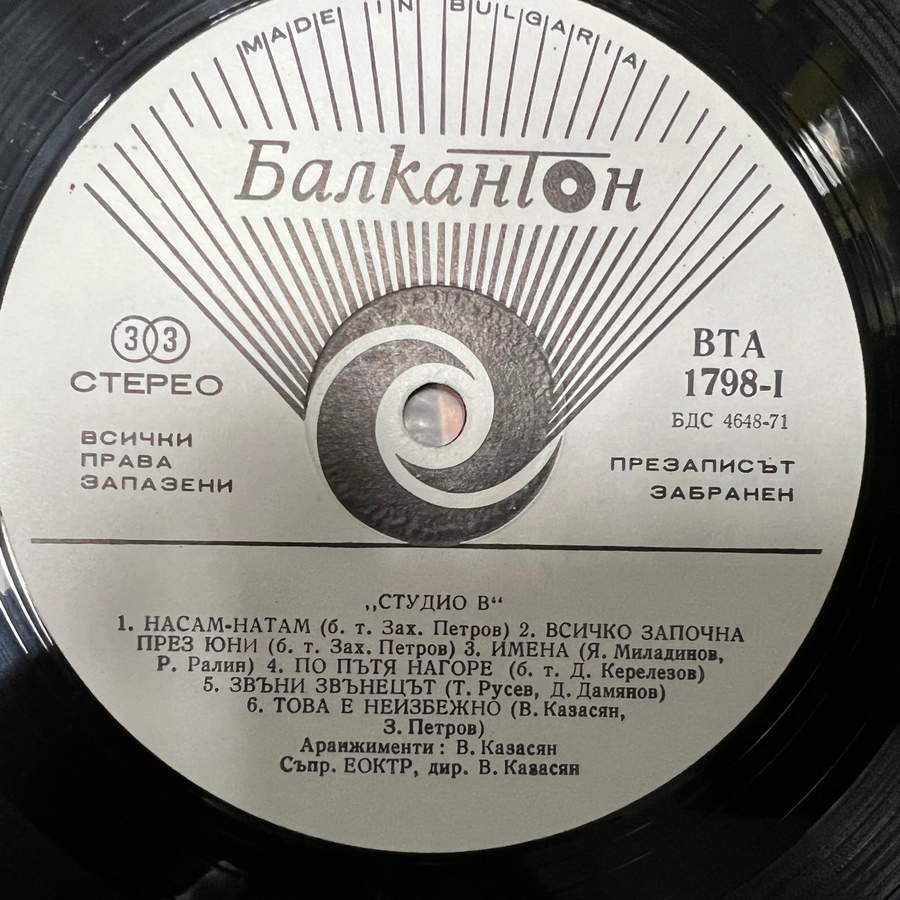 MADE IN BULGARIA
Балкантон
33
СТЕРЕО
ВСИЧКИ
ПРАВА
ЗАПАЗЕНИ
ВТА
1798-I
БДС 4648-71
ПРЕЗАПИСЪТ
ЗАБРАНЕН
„СТУДИО В“
1. НАСАМ-НАТАМ (б. т. Зах. Петров) 2. ВСИЧКО ЗАПОЧНА
ПРЕЗ ЮНИ (б. т. Зах. Петров) 3. ИМЕНА (Я. Миладинов,
Р. Ралин) 4. ПО ПЪТЯ НАГОРЕ (б. т. Д. Керелезов)
5. ЗВЪНИ ЗВЪНЕЦЪТ (Т. Русев, Д. Дамянов)
6. ТОВА Е НЕИЗБЕЖНО (В. Казасян,
З. Петров)
Аранжименти: В. Казасян
Съпр. ЕОКТР, дир. В. Казасян